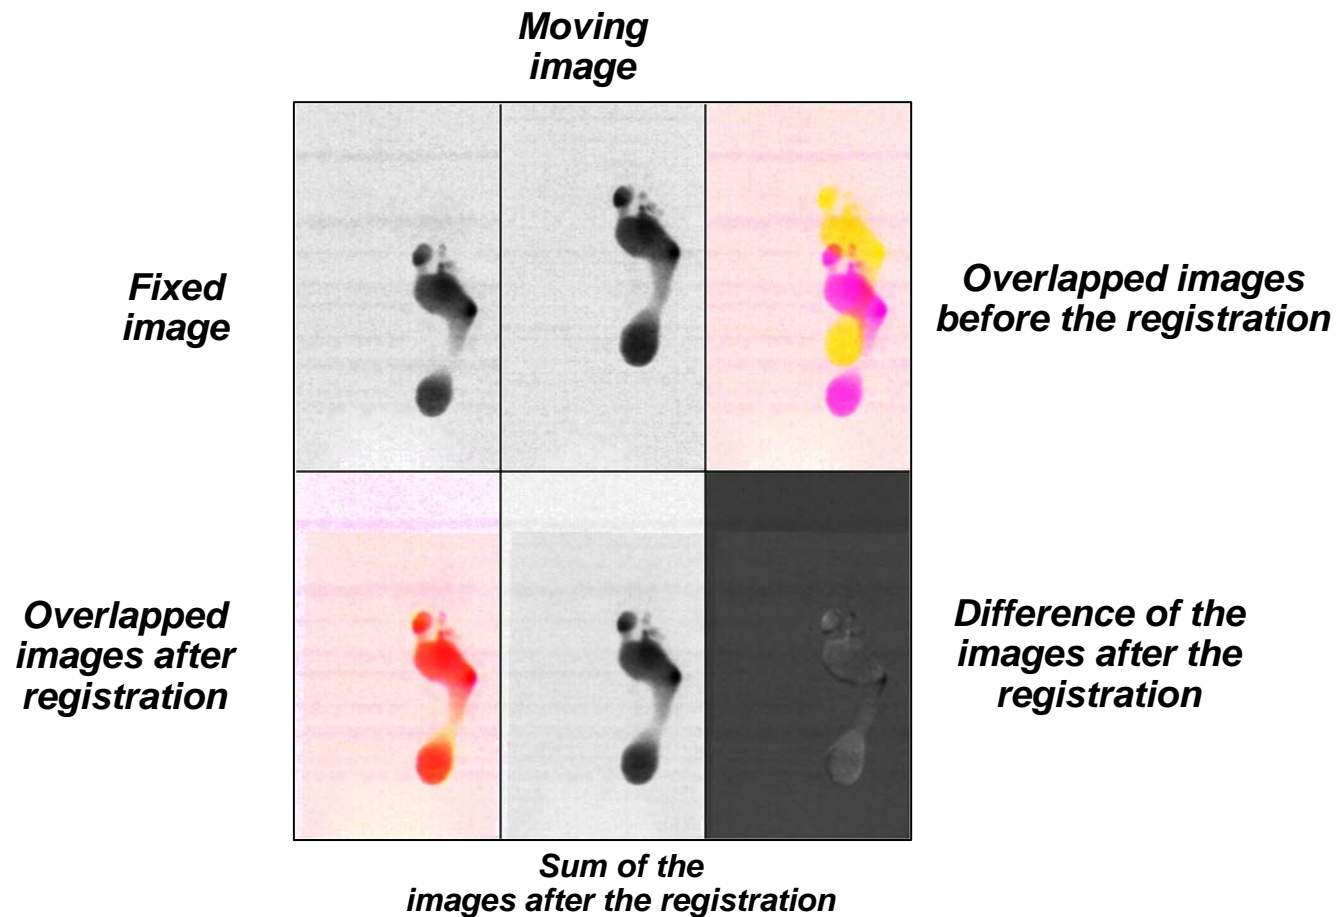 Moving
image
Fixed
image
Overlapped images
before the registration
Overlapped
images after
registration
Difference of the
images after the
registration
Sum of the
images after the registration